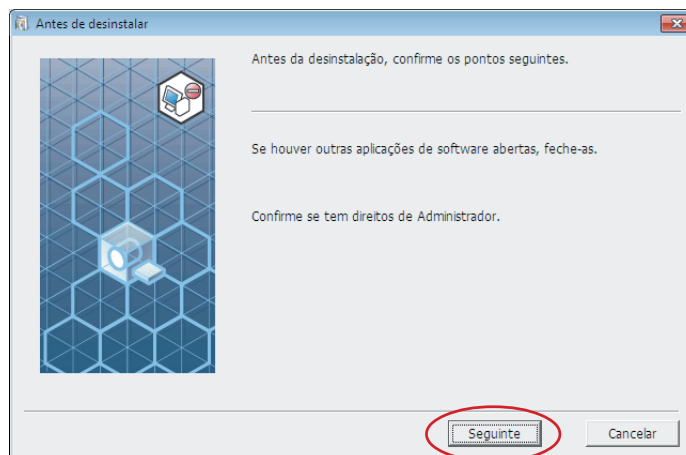 Antes de desinstalar
Antes da desinstalação, confirme os pontos seguintes.
Se houver outras aplicações de software abertas, feche-as.
Confirme se tem direitos de Administrador.
Seguinte
Cancelar